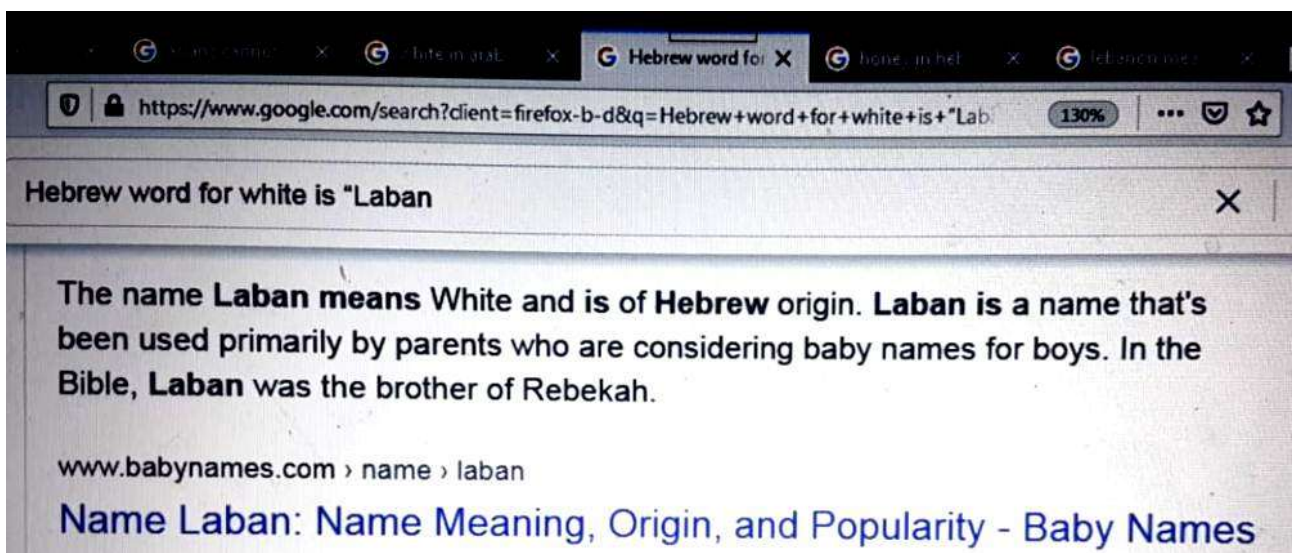 Hebrew word for
https://www.google.com/search?client=firefox-b-d&q=Hebrew+word+for+white+is+"Lab
130%
Hebrew word for white is “Laban
The name Laban means White and is of Hebrew origin. Laban is a name that's
been used primarily by parents who are considering baby names for boys. In the
Bible, Laban was the brother of Rebekah.
www.babynames.com › name › laban
Name Laban: Name Meaning, Origin, and Popularity - Baby Names